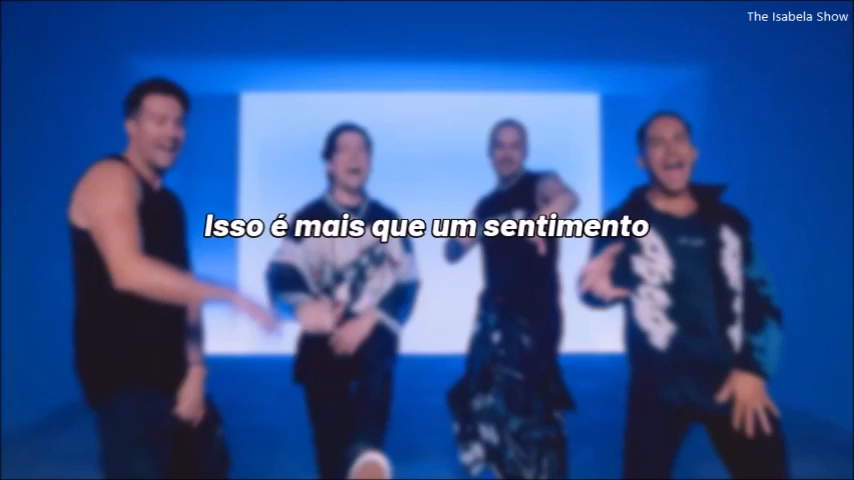 The Isabela Show
Isso é mais que um sentimento